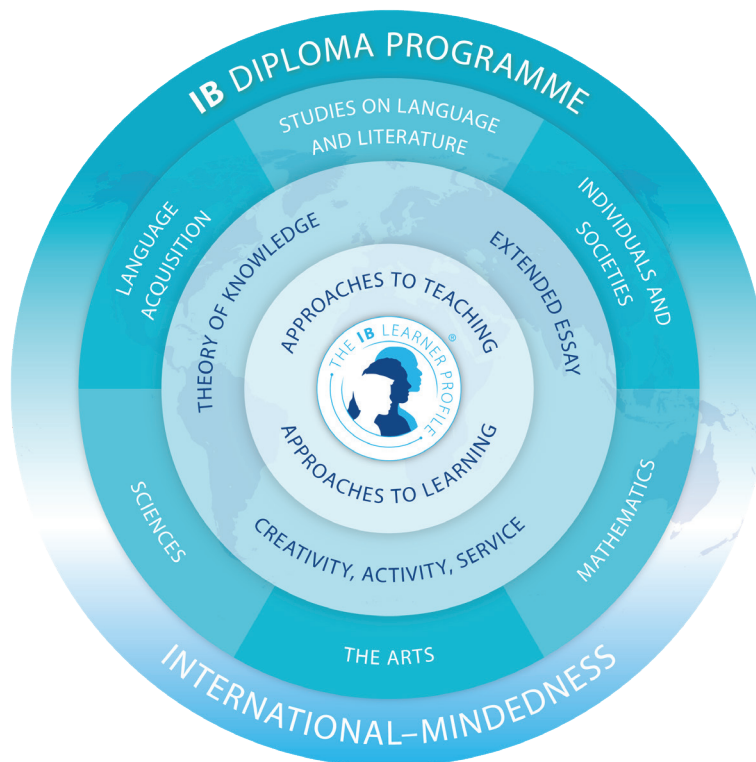 IB DIPLOMA PROGRAMME
STUDIES ON LANGUAGE
AND LITERATURE
LANGUAGE
ACQUISITION
INDIVIDUALS AND
SOCIETIES
THEORY OF KNOWLEDGE
EXTENDED ESSAY
APPROACHES TO TEACHING
THE IB LEARNER PROFILE
®
APPROACHES TO LEARNING
CREATIVITY, ACTIVITY, SERVICE
SCIENCES
MATHEMATICS
THE ARTS
INTERNATIONAL–MINDEDNESS